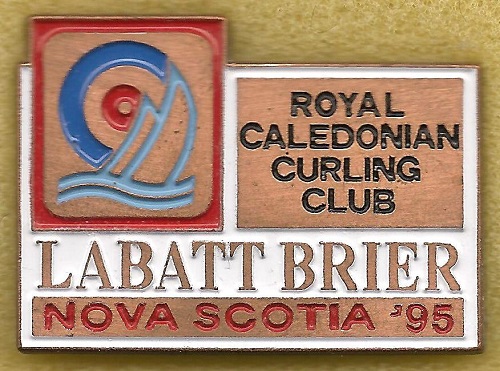 ROYAL
CALEDONIAN
CURLING
CLUB
LABATT BRIER
NOVA SCOTIA '95